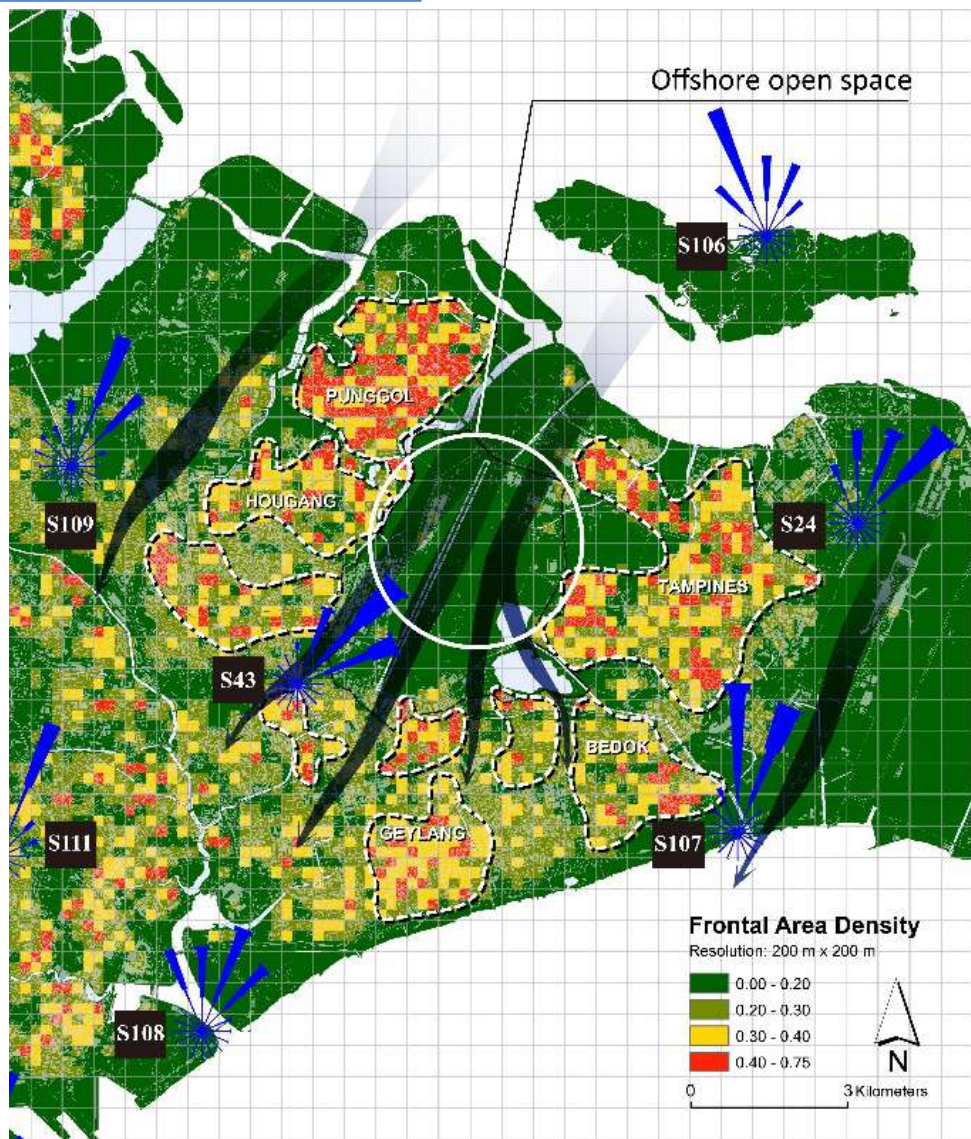 Offshore open space
S106
PUNGGOL
HOUGANG
S109
S24
TAMPINES
S43
BEDOK
GEYLANG
S111
S107
Frontal Area Density
Resolution: 200 m x 200 m
0.00 - 0.20
0.20 - 0.30
0.30 - 0.40
0.40 - 0.75
N
0 3 Kilometers
S108